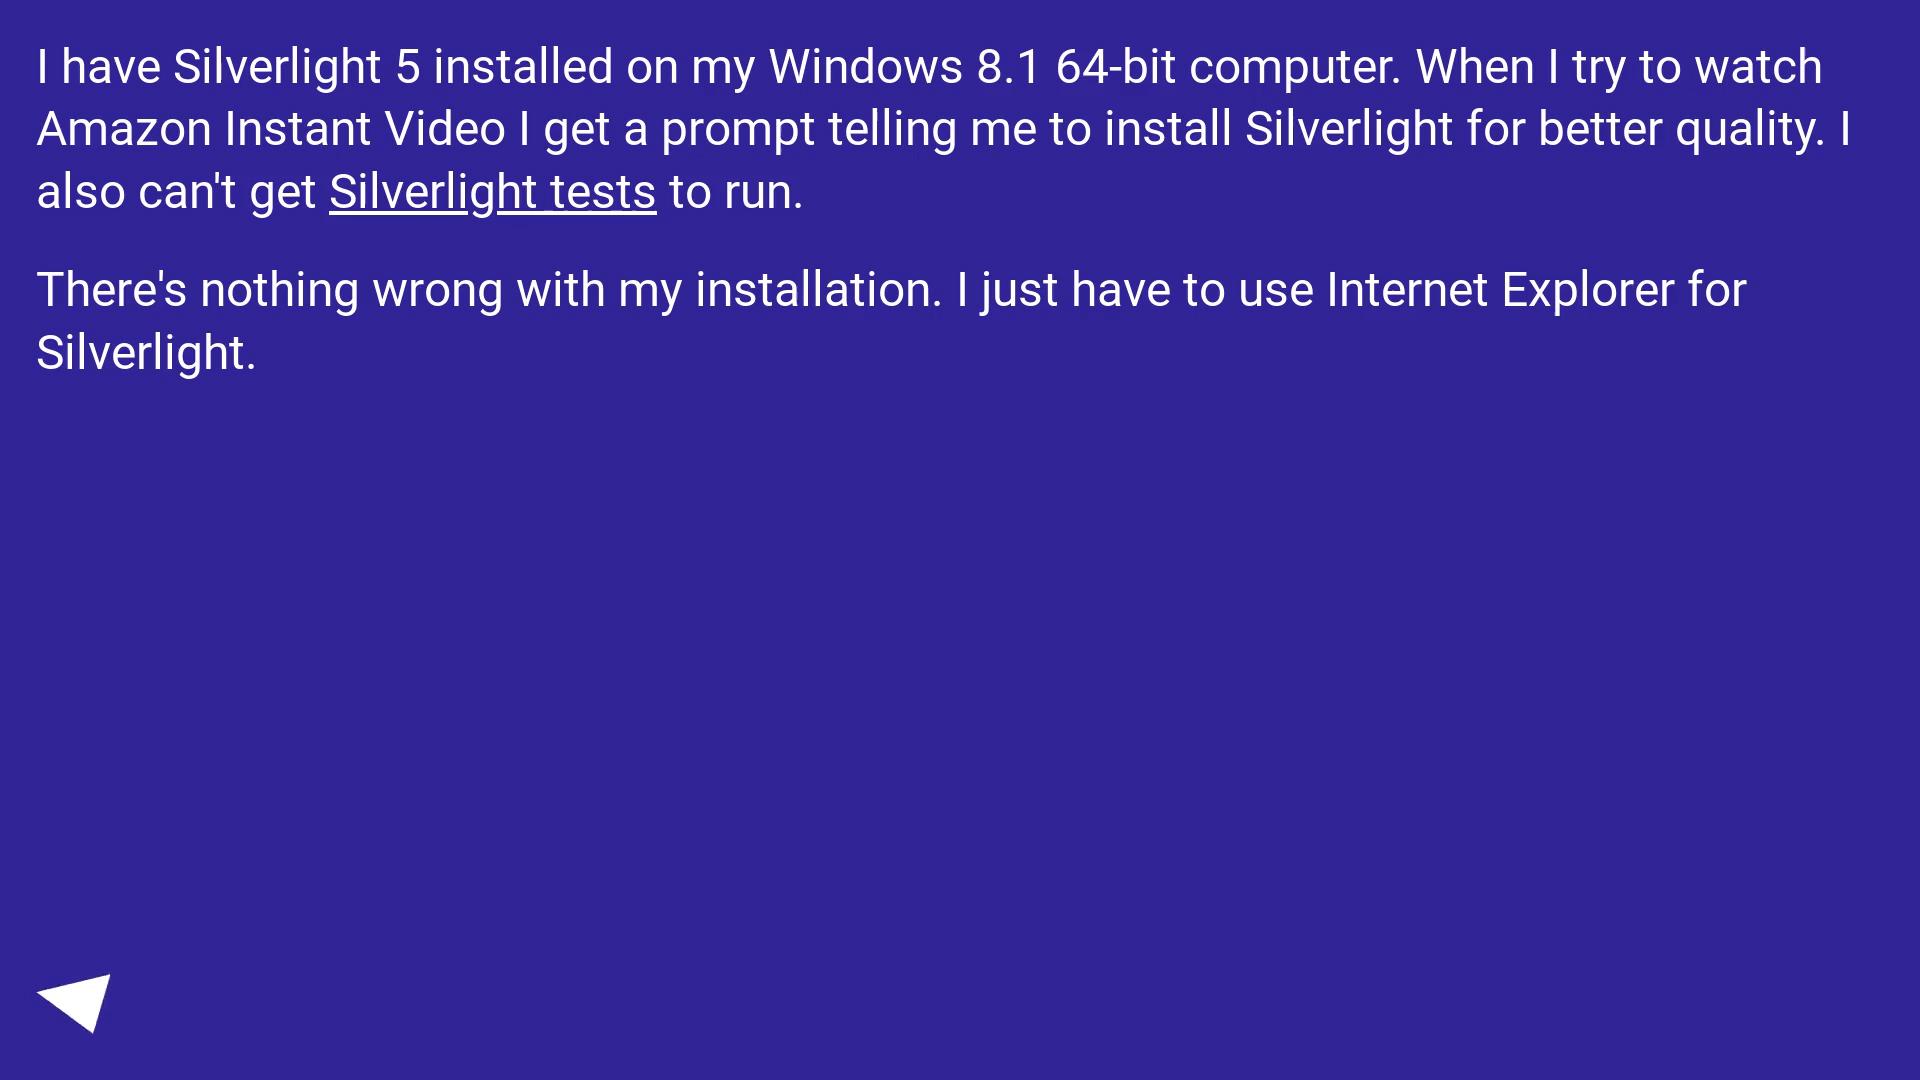 I have Silverlight 5 installed on my Windows 8.1 64-bit computer. When I try to watch
Amazon Instant Video I get a prompt telling me to install Silverlight for better quality. I
also can't get Silverlight tests to run.
There's nothing wrong with my installation. I just have to use Internet Explorer for
Silverlight.